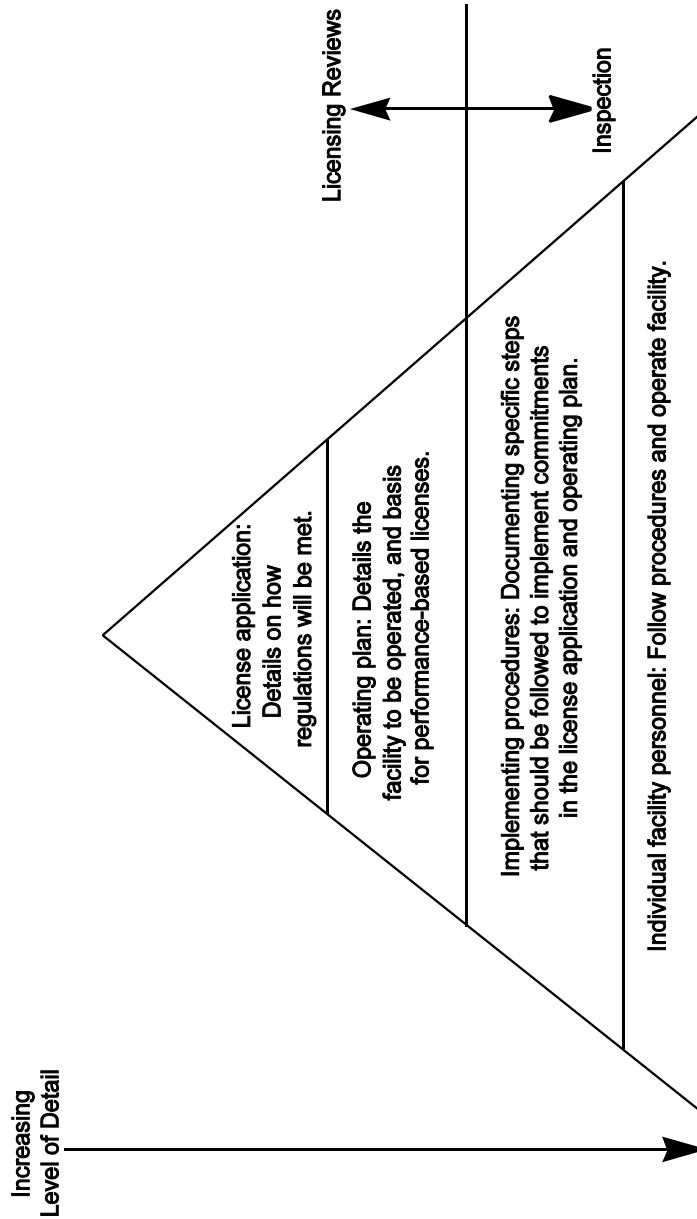 Increasing
Level of Detail
License application:
Details on how
regulations will be met.
Operating plan: Details the
facility to be operated, and basis
for performance-based licenses.
Implementing procedures: Documenting specific steps
that should be followed to implement commitments
in the license application and operating plan.
Individual facility personnel: Follow procedures and operate facility.
Licensing Reviews
Inspection